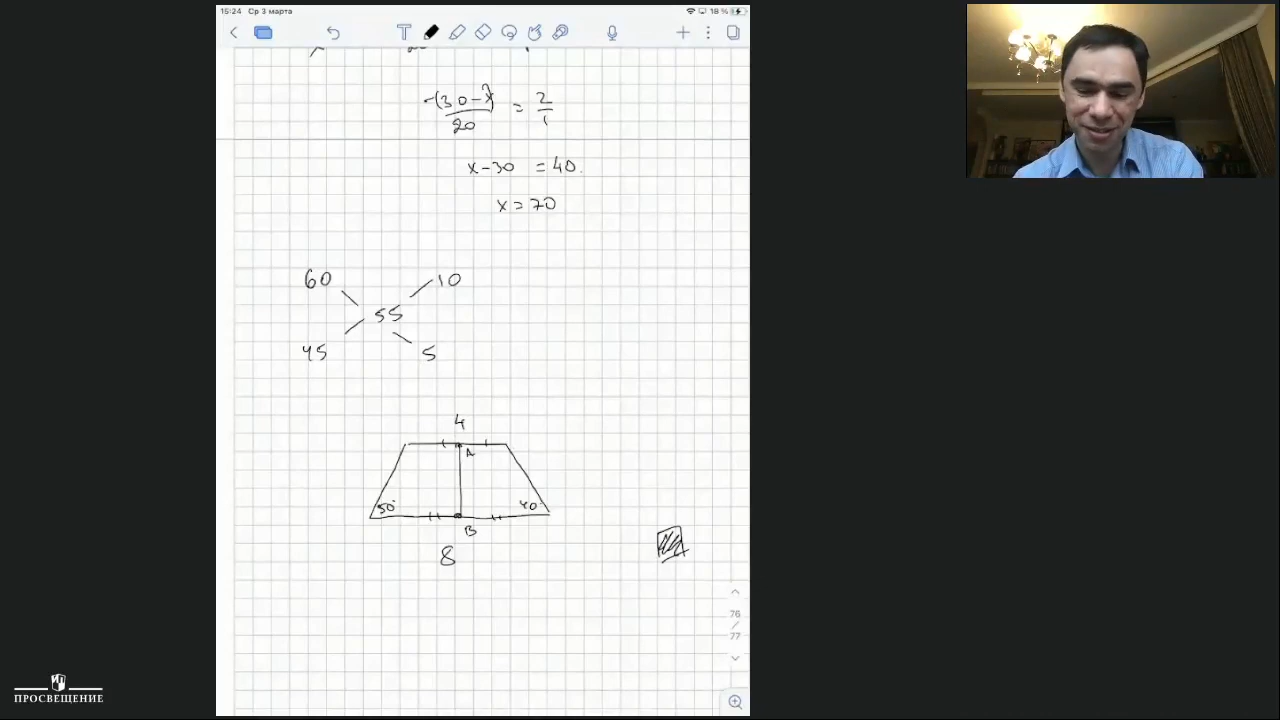 15:24 Ср 3 марта 18 %
-(30-x) / 20 = 2 / 1
x-30 = 40.
x = 70
60 10
55
45 5
4
A
50° 40°
B
8
76
/
77
ПРОСВЕЩЕНИЕ